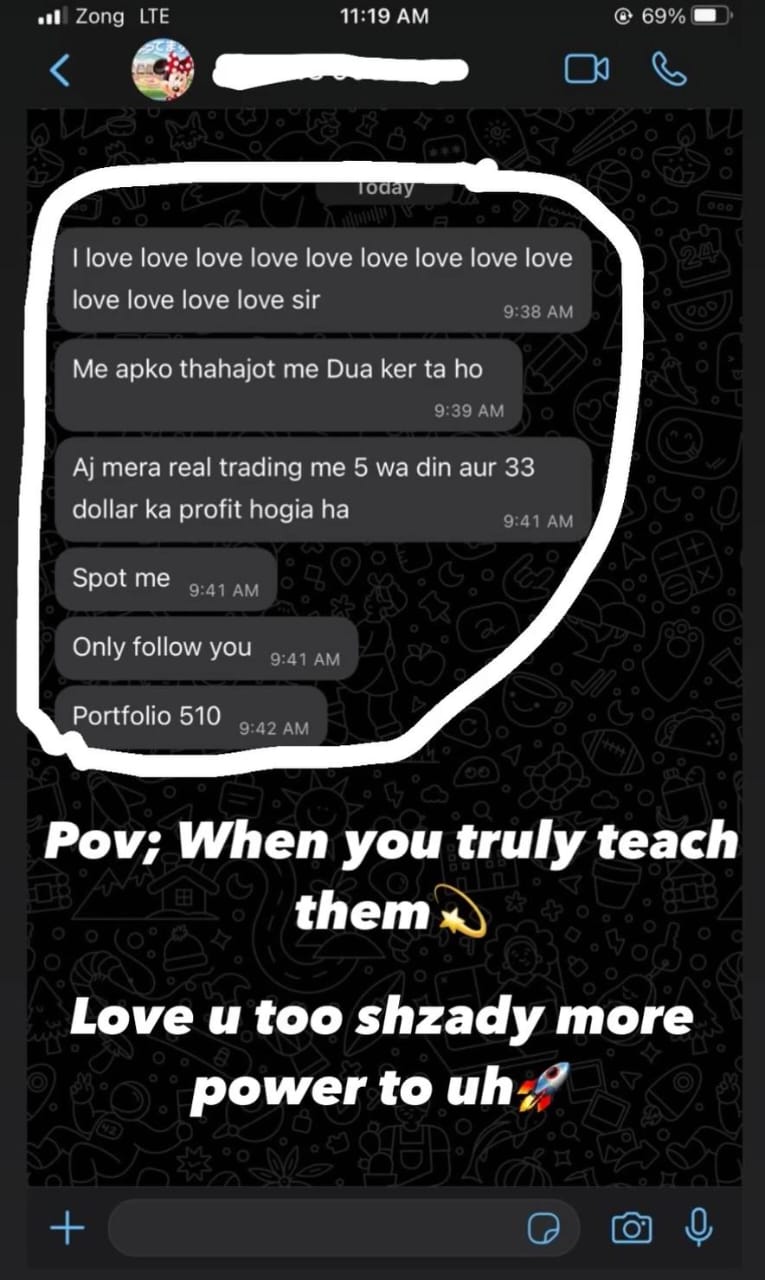 Zong LTE 11:19 AM 69%
Today
I love love love love love love love love love
love love love love sir
9:38 AM
Me apko thahajot me Dua ker ta ho
9:39 AM
Aj mera real trading me 5 wa din aur 33
dollar ka profit hogia ha
9:41 AM
Spot me 9:41 AM
Only follow you 9:41 AM
Portfolio 510 9:42 AM
Pov; When you truly teach
them💫
Love u too shzady more
power to uh🚀